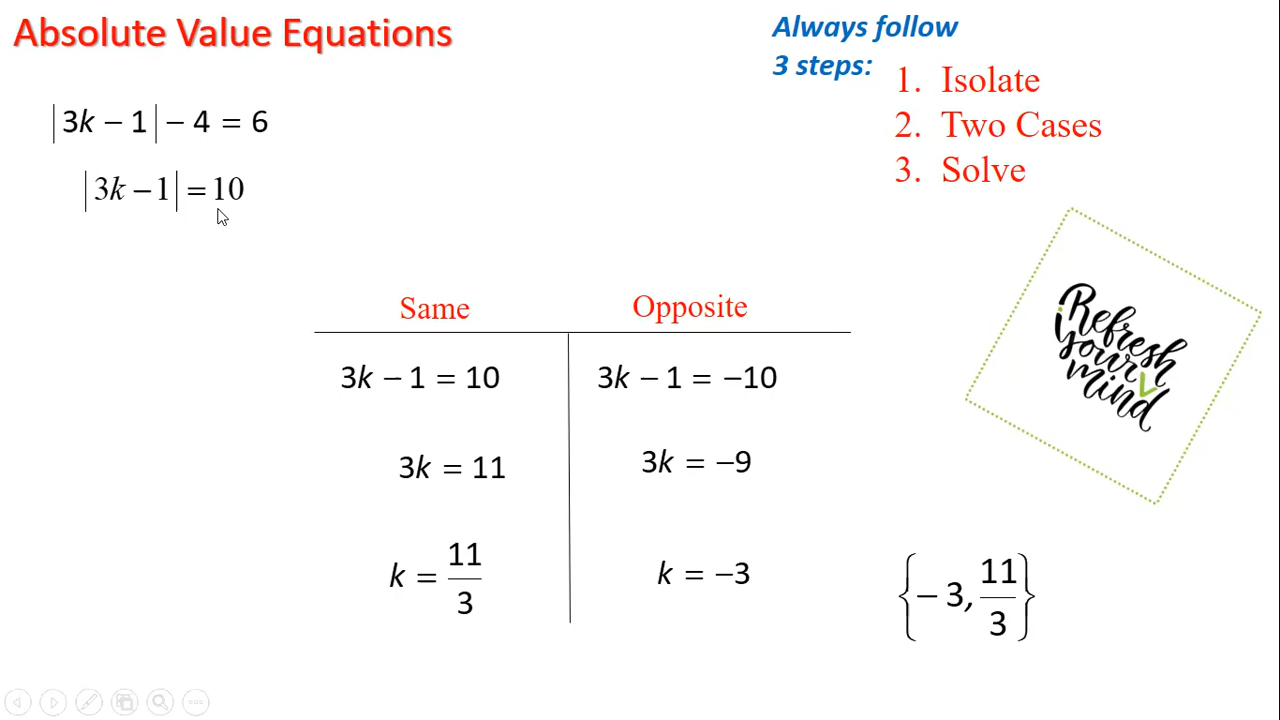 Absolute Value Equations
Always follow
3 steps:
1. Isolate
2. Two Cases
3. Solve
|3k − 1| − 4 = 6
|3k − 1| = 10
Same
Opposite
3k − 1 = 10
3k − 1 = −10
3k = 11
3k = −9
k = 11/3
k = −3
{−3, 11/3}
Refresh
your
mind